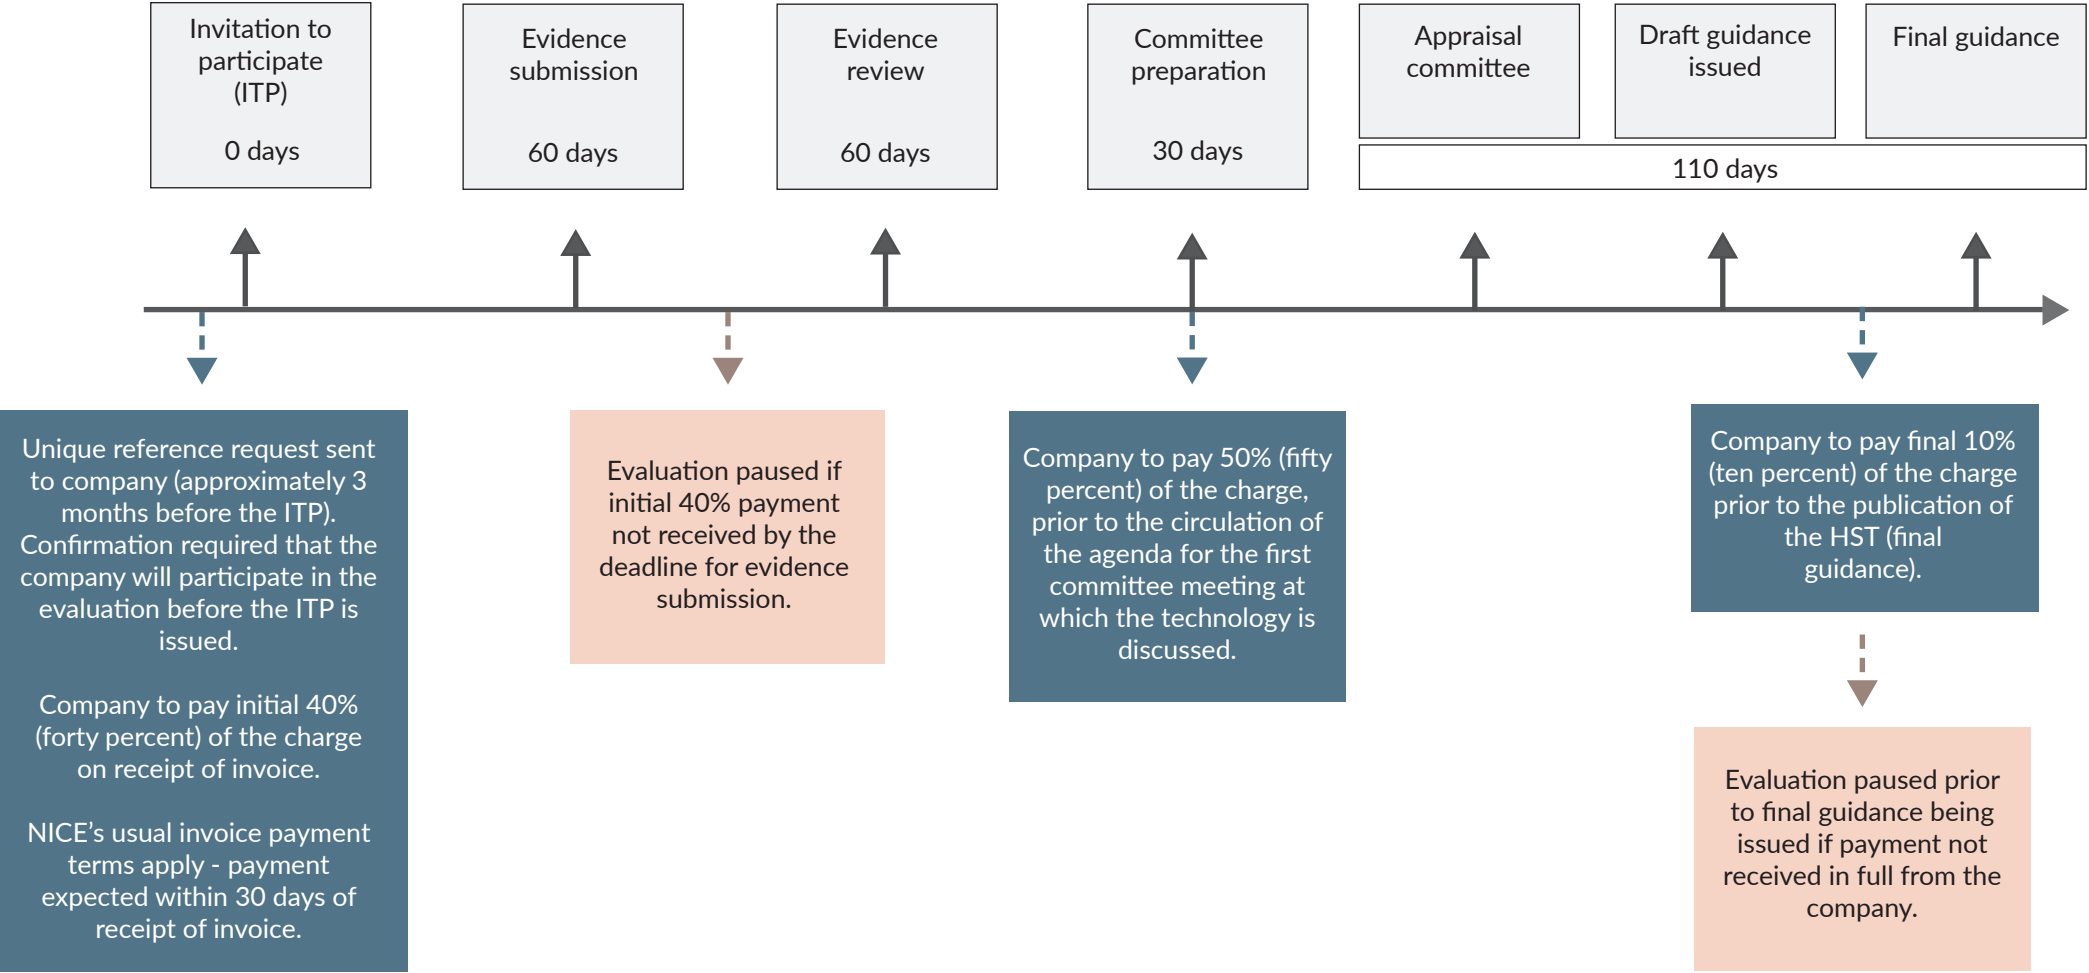 Invitation to
participate
(ITP)
0 days
Evidence
submission
60 days
Evidence
review
60 days
Committee
preparation
30 days
Appraisal
committee
Draft guidance
issued
Final guidance
110 days
Unique reference request sent
to company (approximately 3
months before the ITP).
Confirmation required that the
company will participate in the
evaluation before the ITP is
issued.
Company to pay initial 40%
(forty percent) of the charge
on receipt of invoice.
NICE’s usual invoice payment
terms apply - payment
expected within 30 days of
receipt of invoice.
Evaluation paused if
initial 40% payment
not received by the
deadline for evidence
submission.
Company to pay 50% (fifty
percent) of the charge,
prior to the circulation of
the agenda for the first
committee meeting at
which the technology is
discussed.
Company to pay final 10%
(ten percent) of the charge
prior to the publication of
the HST (final
guidance).
Evaluation paused prior
to final guidance being
issued if payment not
received in full from the
company.